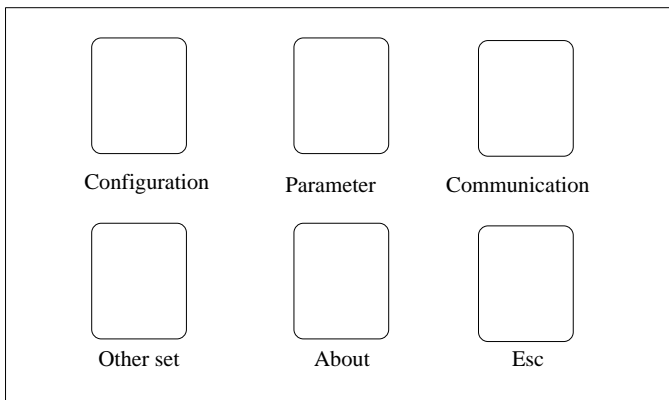 Configuration
Parameter
Communication
Other set
About
Esc